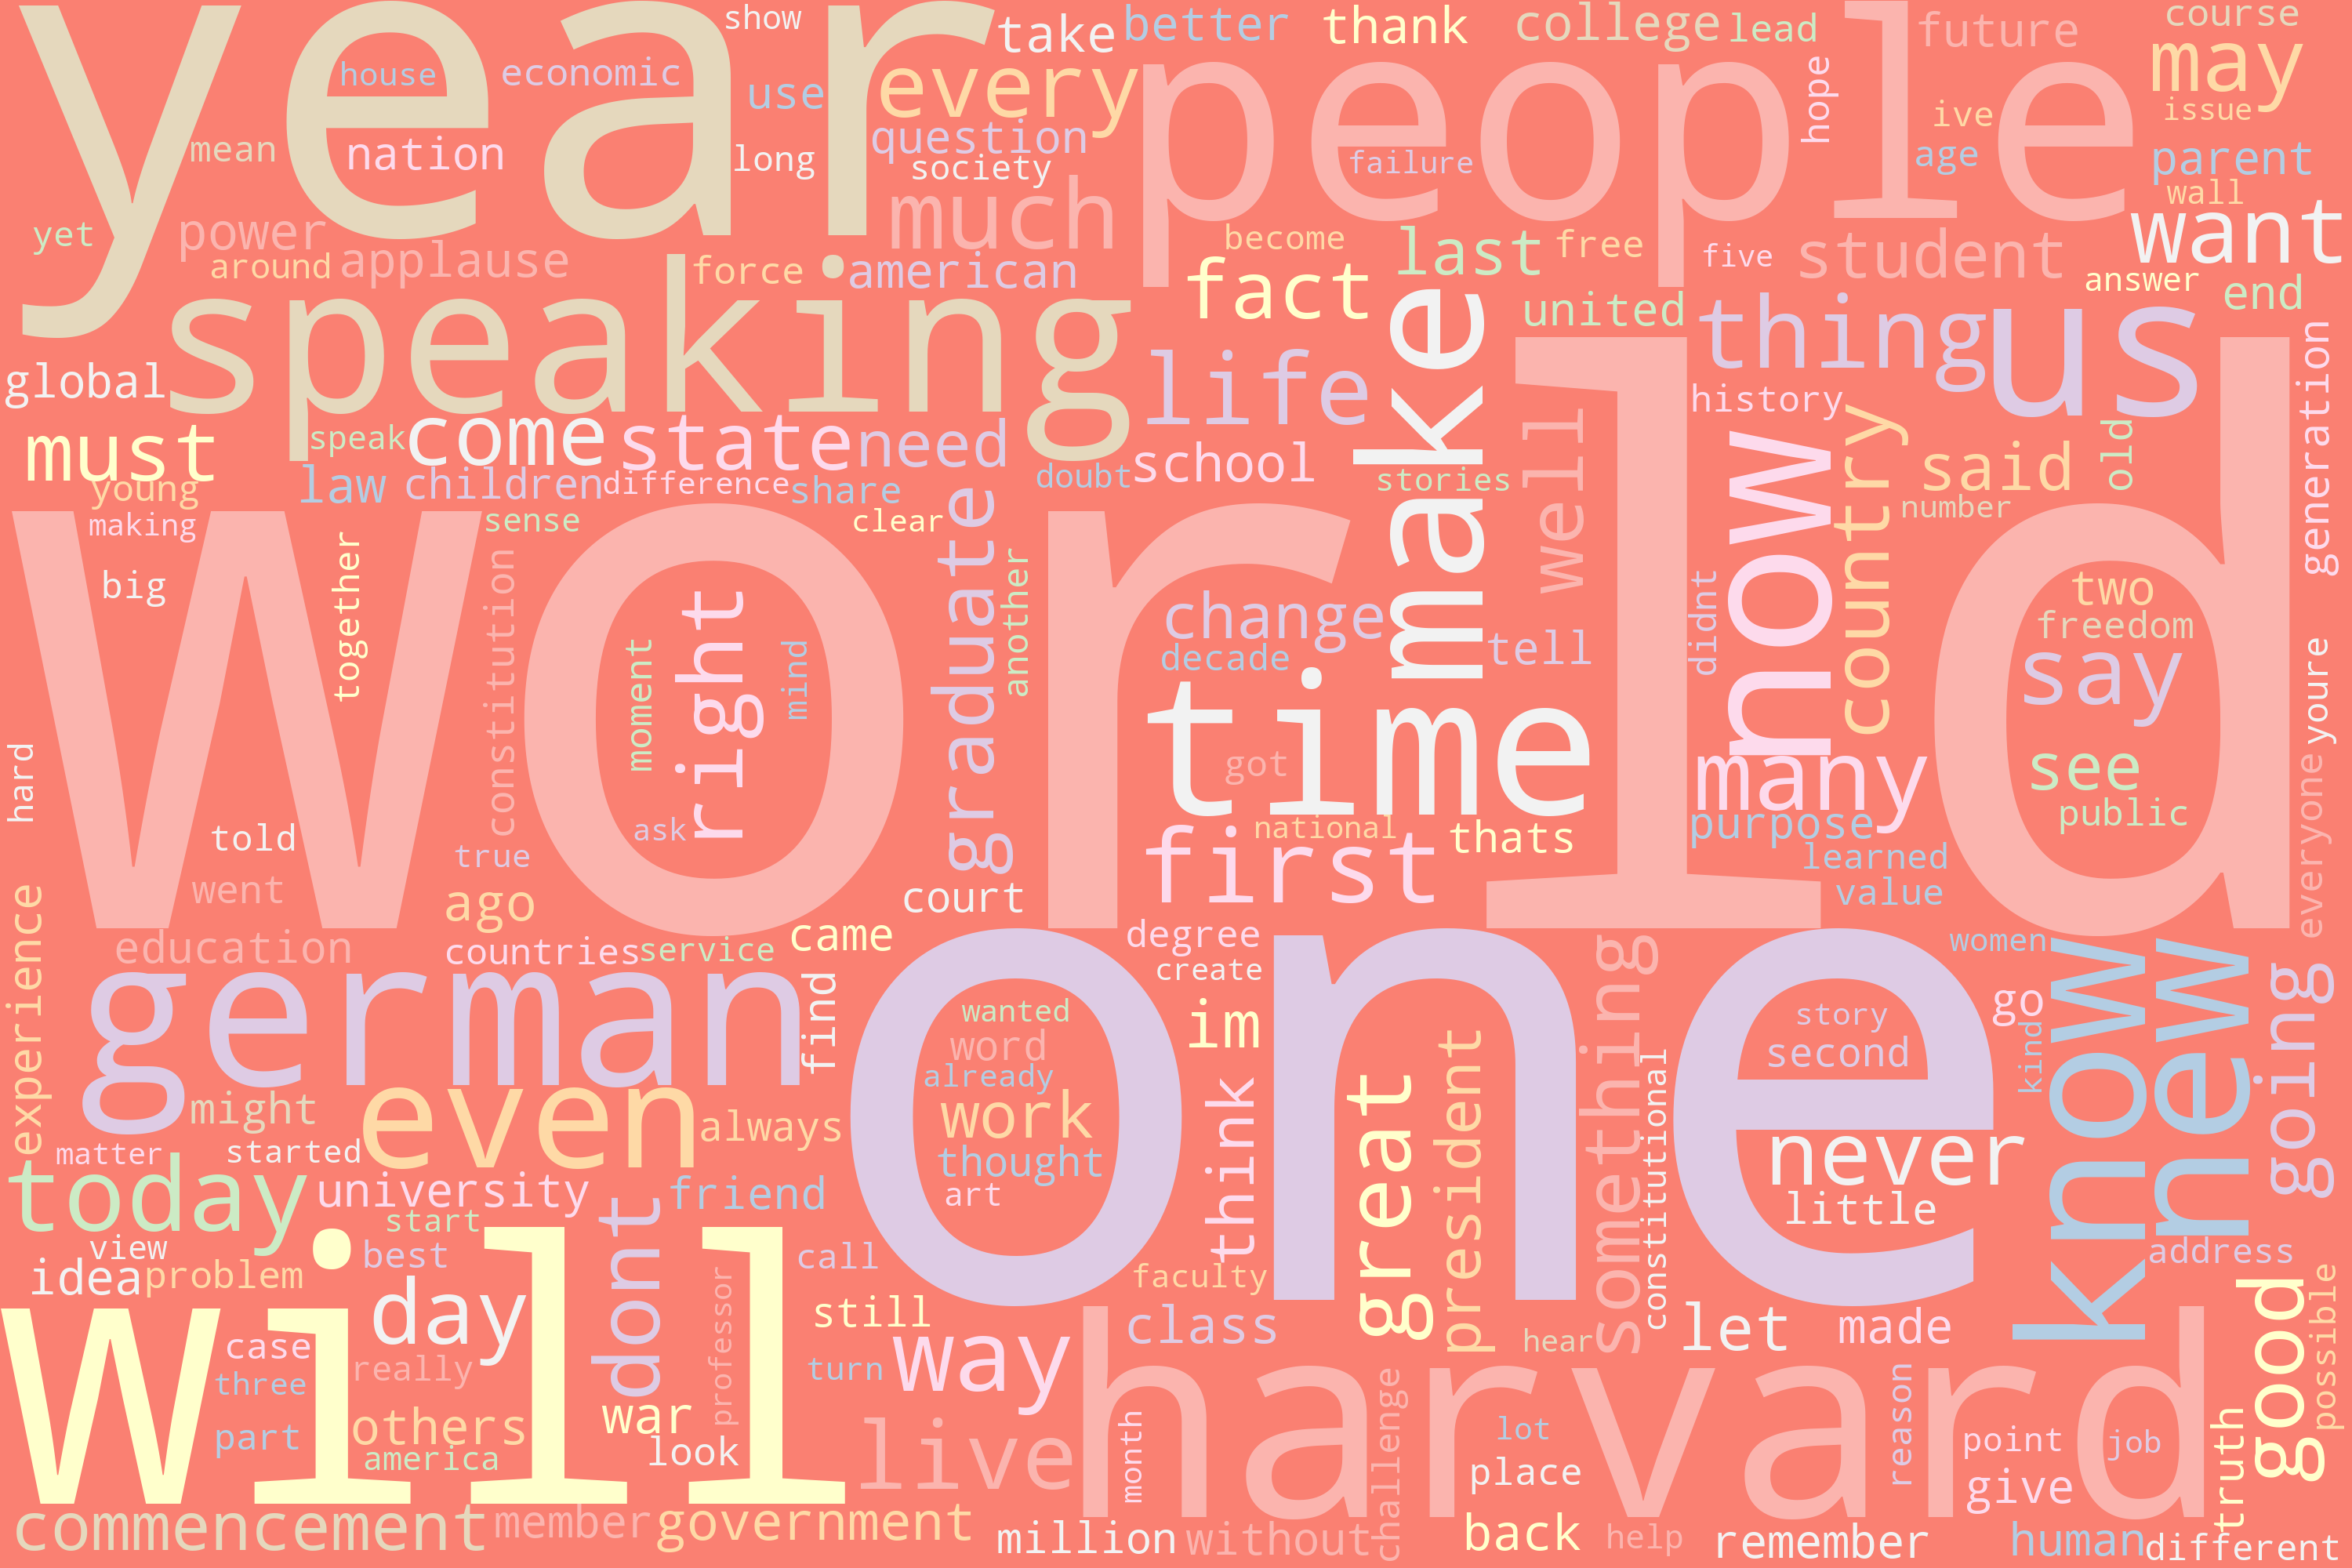 year
people
show
take
better
thank
college
lead
future
course
may
house
economic
use
every
hope
ive
issue
mean
nation
long
question
society
failure
age
parent
wall
yet
power
around
applause
force
american
much
become
last
free
five
student
want
speaking
fact
united
thing
us
answer
end
global
life
make
history
generation
must
speak
come
state
need
school
well
now
country
said
old
young
law
children
difference
share
doubt
stories
number
making
sense
clear
world
big
together
constitution
moment
right
mind
graduate
another
change
decade
tell
didnt
two
freedom
say
youre
time
hard
told
true
ask
got
many
see
public
everyone
went
ago
court
first
national
thats
purpose
learned
value
education
countries
service
came
degree
create
something
women
know
new
going
experience
german
find
one
wanted
word
already
im
story
second
go
kind
might
even
always
work
thought
art
think
great
president
constitutional
never
little
matter
started
today
university
friend
start
view
best
idea
problem
dont
call
faculty
address
will
day
professor
still
class
let
made
good
possible
case
three
really
turn
way
harvard
hear
part
others
america
war
look
live
month
challenge
lot
place
reason
point
job
give
truth
commencement
member
government
million
without
back
help
remember
human
different